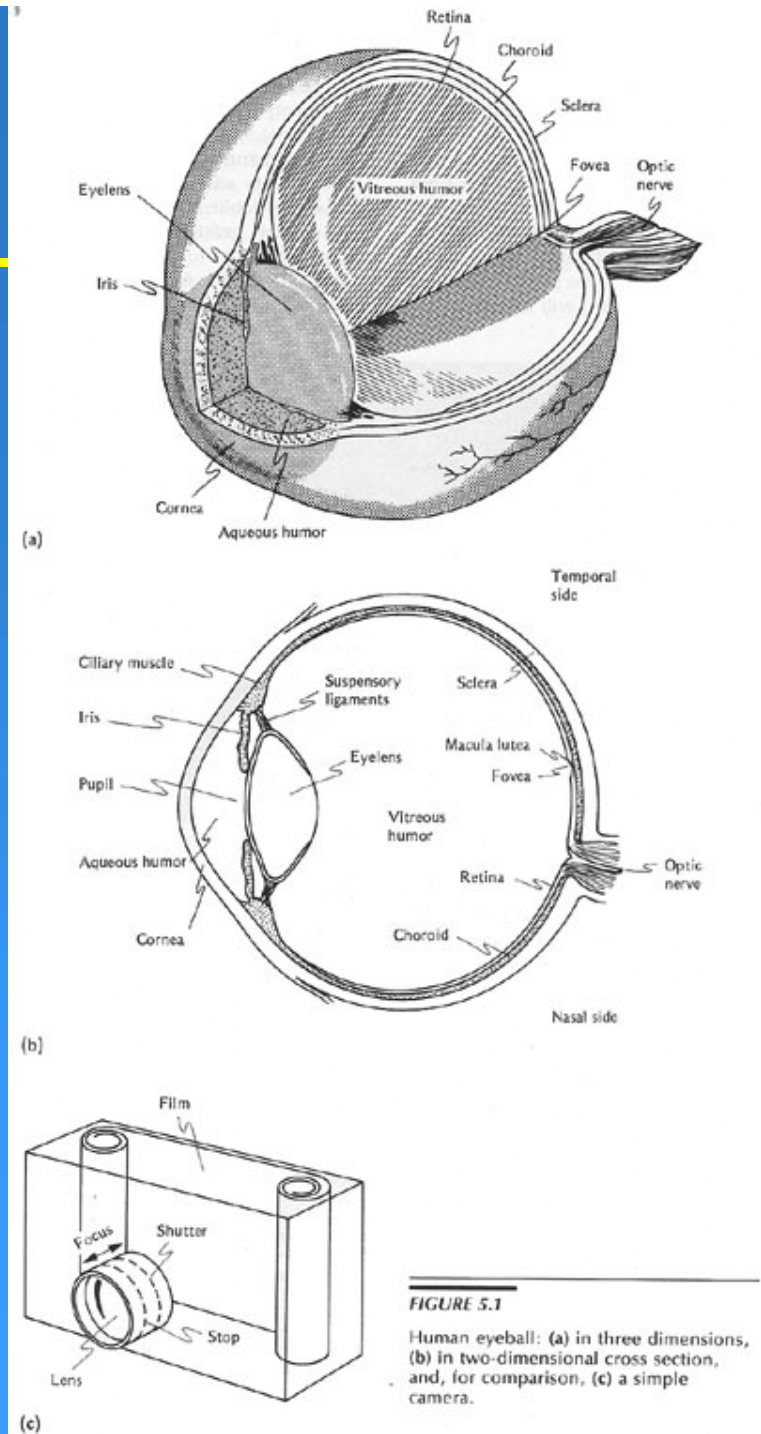 Retina
Choroid
Sclera
Fovea
Optic
nerve
Vitreous humor
Eyelens
Iris
Cornea
Aqueous humor
(a)
Temporal
side
Ciliary muscle
Suspensory
ligaments
Sclera
Iris
Macula lutea
Eyelens
Fovea
Pupil
Vitreous
humor
Aqueous humor
Retina
Optic
nerve
Cornea
Choroid
Nasal side
(b)
Film
Focus
Shutter
Stop
Lens
(c)
FIGURE 5.1
Human eyeball: (a) in three dimensions,
(b) in two-dimensional cross section,
and, for comparison, (c) a simple
camera.